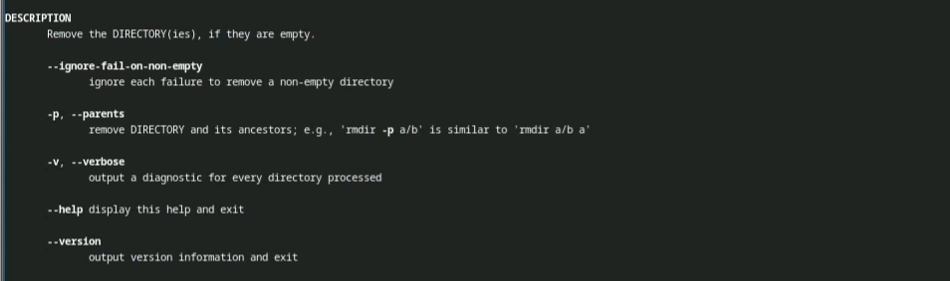 DESCRIPTION
Remove the DIRECTORY(ies), if they are empty.
--ignore-fail-on-non-empty
ignore each failure to remove a non-empty directory
-p, --parents
remove DIRECTORY and its ancestors; e.g., 'rmdir -p a/b' is similar to 'rmdir a/b a'
-v, --verbose
output a diagnostic for every directory processed
--help display this help and exit
--version
output version information and exit